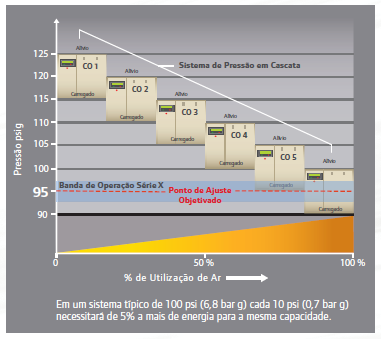 125
120
115
110
105
100
95
90
Pressão psig
Alívio
CO 1
Carregado
Alívio
CO 2
Carregado
Alívio
CO 3
Carregado
Alívio
CO 4
Carregado
Alívio
CO 5
Carregado
Alívio
Carregado
Sistema de Pressão em Cascata
Banda de Operação Série X
Ponto de Ajuste
Objetivado
0
50 %
100 %
% de Utilização de Ar
Em um sistema típico de 100 psi (6,8 bar g) cada 10 psi (0,7 bar g)
necessitará de 5% a mais de energia para a mesma capacidade.